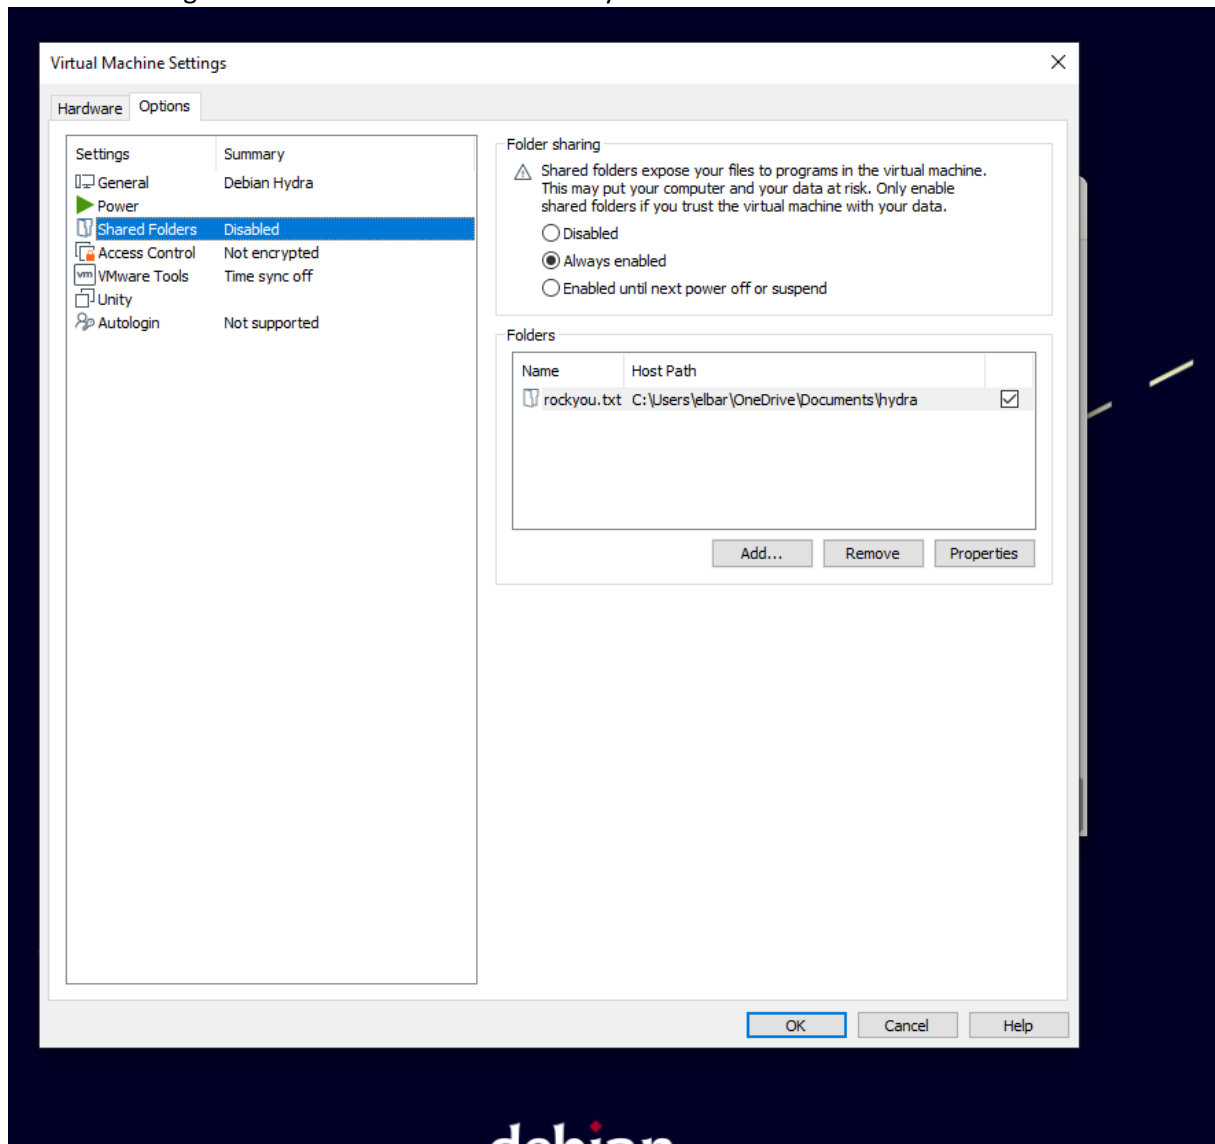 Virtual Machine Settings
Hardware Options
Settings Summary
General Debian Hydra
Power
Shared Folders Disabled
Access Control Not encrypted
vm VMware Tools Time sync off
Unity
Autologin Not supported
Folder sharing
Shared folders expose your files to programs in the virtual machine.
This may put your computer and your data at risk. Only enable
shared folders if you trust the virtual machine with your data.
Disabled
Always enabled
Enabled until next power off or suspend
Folders
Name Host Path
rockyou.txt C:\Users\elbar\OneDrive\Documents\hydra
Add... Remove Properties
OK Cancel Help
debian